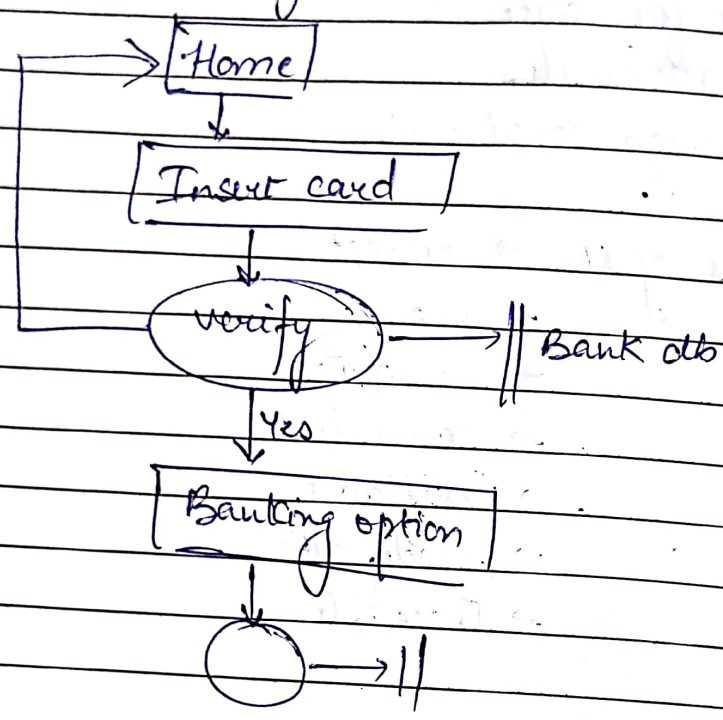 Home
Insert card
verify
Bank db
Yes
Banking option